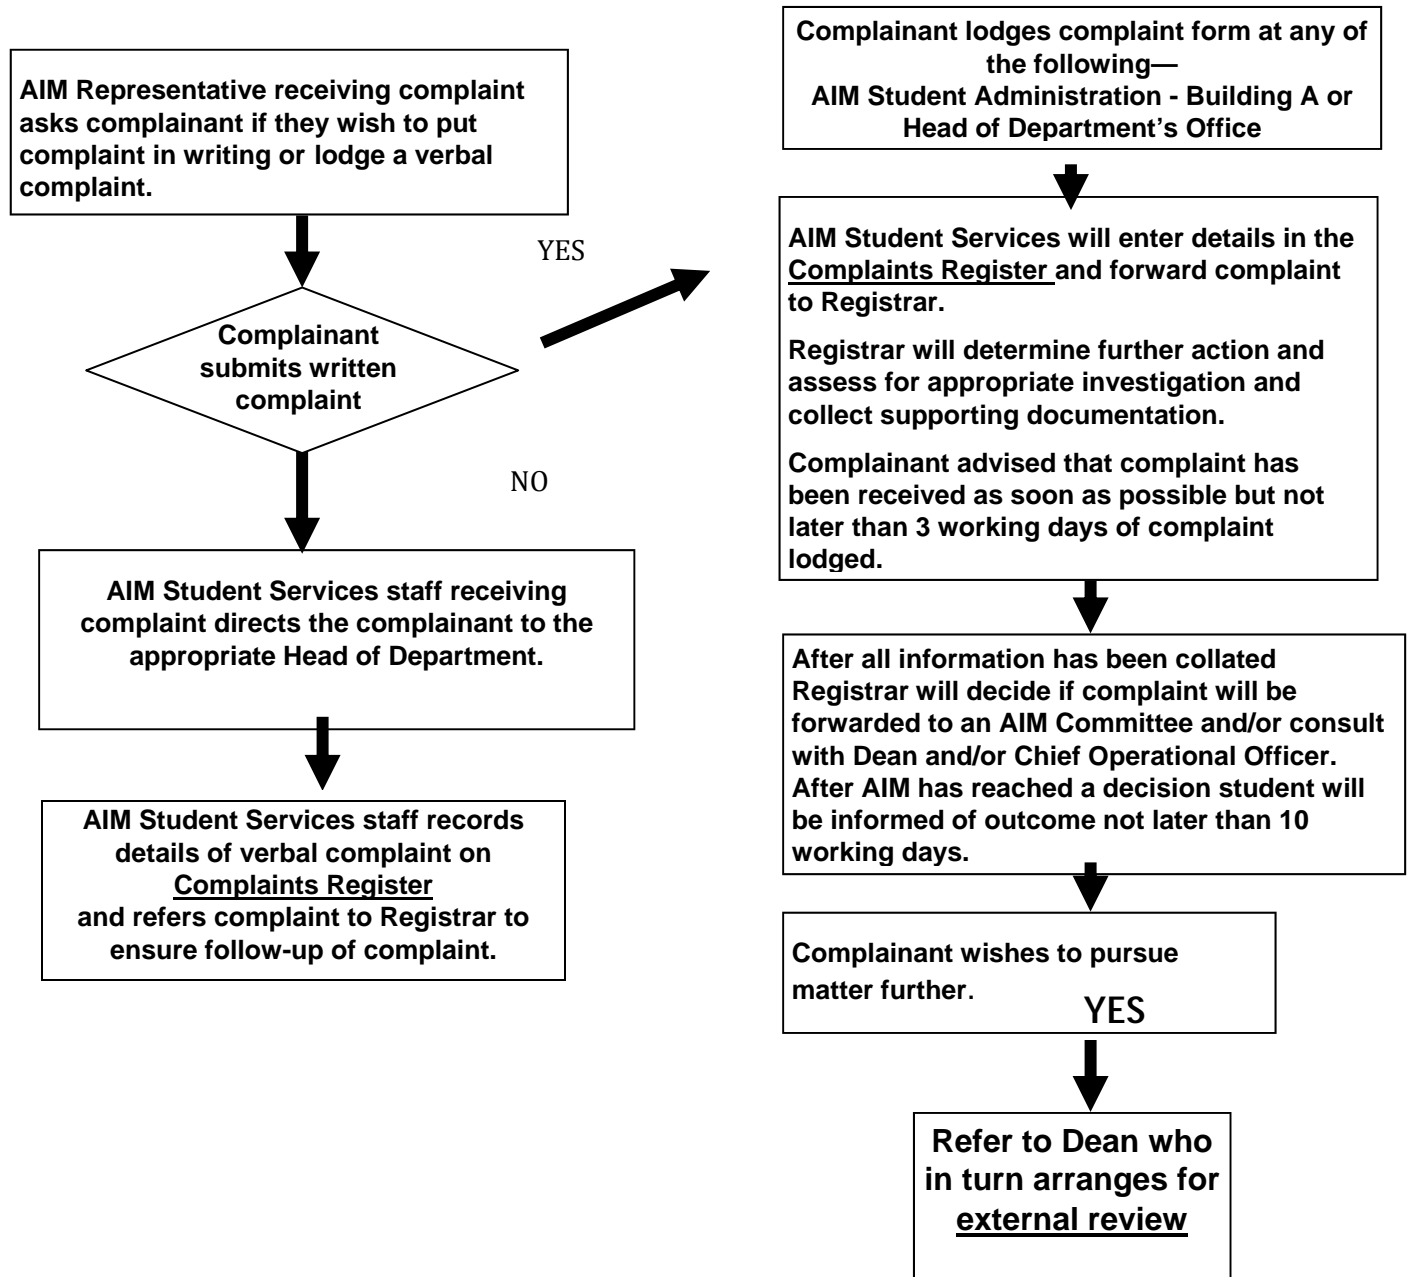 AIM Representative receiving complaint
asks complainant if they wish to put
complaint in writing or lodge a verbal
complaint.
YES
Complainant
submits written
complaint
NO
AIM Student Services staff receiving
complaint directs the complainant to the
appropriate Head of Department.
AIM Student Services staff records
details of verbal complaint on
Complaints Register
and refers complaint to Registrar to
ensure follow-up of complaint.
Complainant lodges complaint form at any of
the following—
AIM Student Administration - Building A or
Head of Department’s Office
AIM Student Services will enter details in the
Complaints Register and forward complaint
to Registrar.
Registrar will determine further action and
assess for appropriate investigation and
collect supporting documentation.
Complainant advised that complaint has
been received as soon as possible but not
later than 3 working days of complaint
lodged.
After all information has been collated
Registrar will decide if complaint will be
forwarded to an AIM Committee and/or consult
with Dean and/or Chief Operational Officer.
After AIM has reached a decision student will
be informed of outcome not later than 10
working days.
Complainant wishes to pursue
matter further.
YES
Refer to Dean who
in turn arranges for
external review